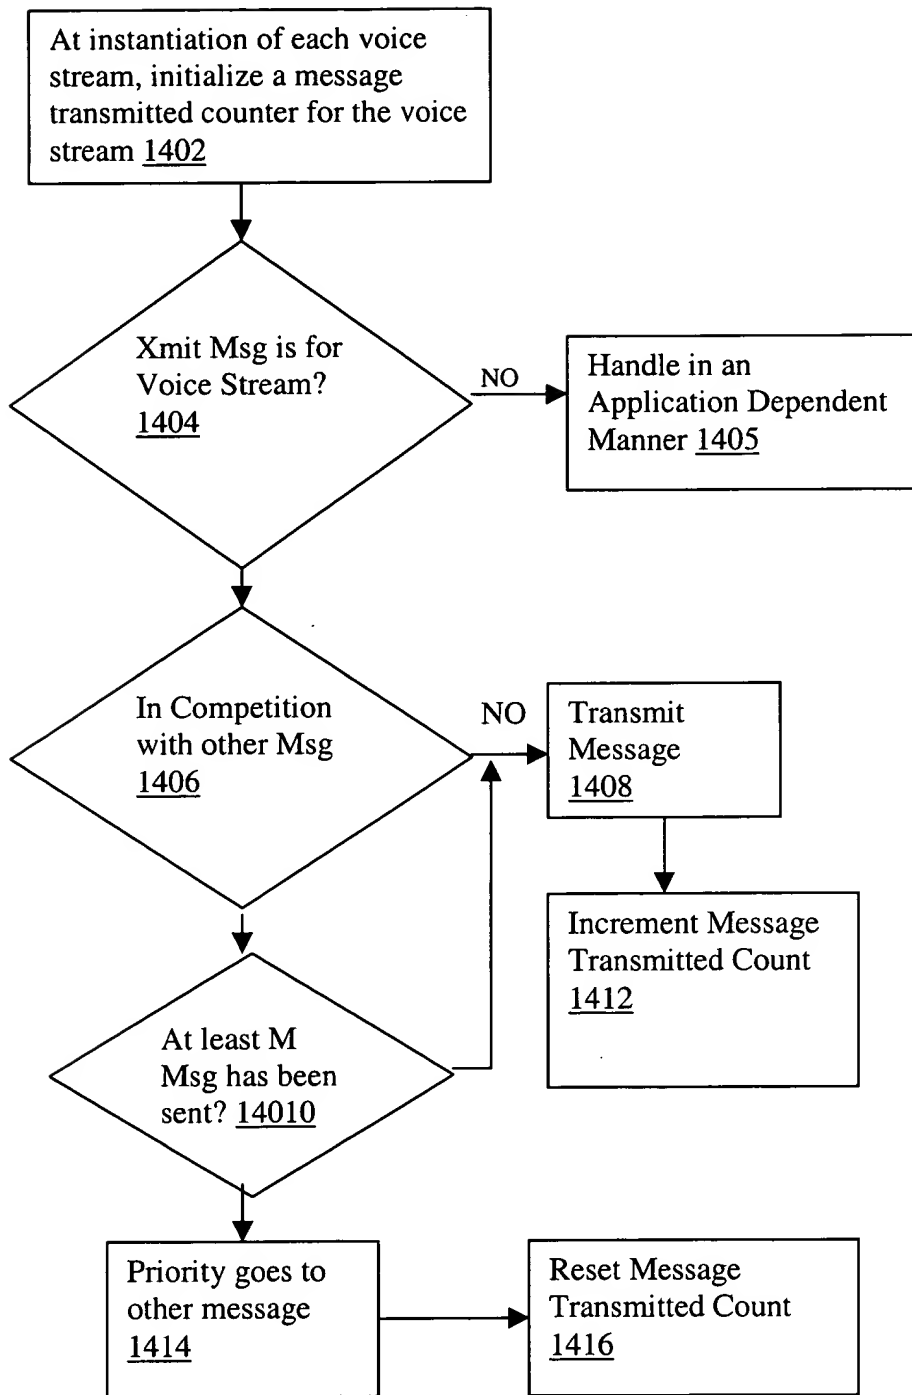 At instantiation of each voice
stream, initialize a message
transmitted counter for the voice
stream 1402
Xmit Msg is for
Voice Stream?
1404
NO
Handle in an
Application Dependent
Manner 1405
In Competition
with other Msg
1406
NO
Transmit
Message
1408
Increment Message
Transmitted Count
1412
At least M
Msg has been
sent? 14010
Priority goes to
other message
1414
Reset Message
Transmitted Count
1416